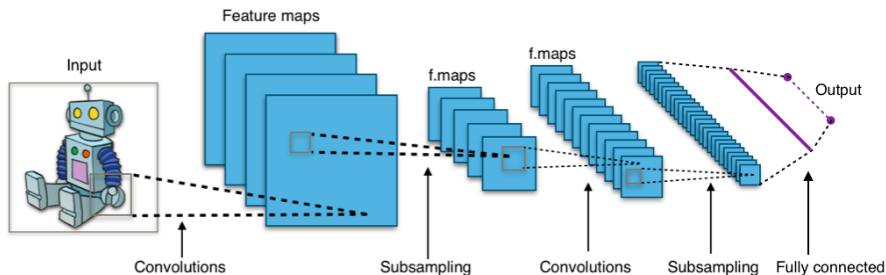 Feature maps
Input
f.maps
f.maps
Output
Convolutions
Subsampling
Convolutions
Subsampling
Fully connected